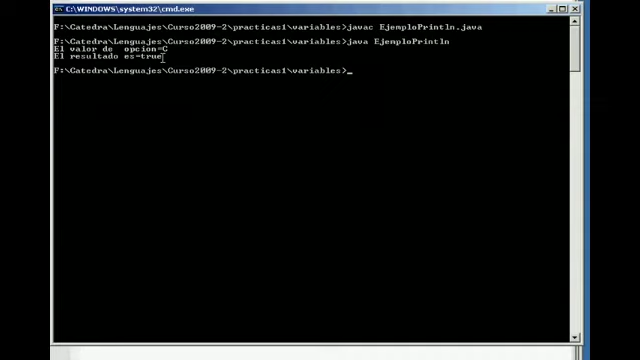 C:\WINDOWS\system32\cmd.exe
F:\Catedra\Lenguajes\Curso2009-2\practicas1\variables>javac EjemploPrintln.java
F:\Catedra\Lenguajes\Curso2009-2\practicas1\variables>java EjemploPrintln
El valor de  opcion=C
El resultado es=true
F:\Catedra\Lenguajes\Curso2009-2\practicas1\variables>_